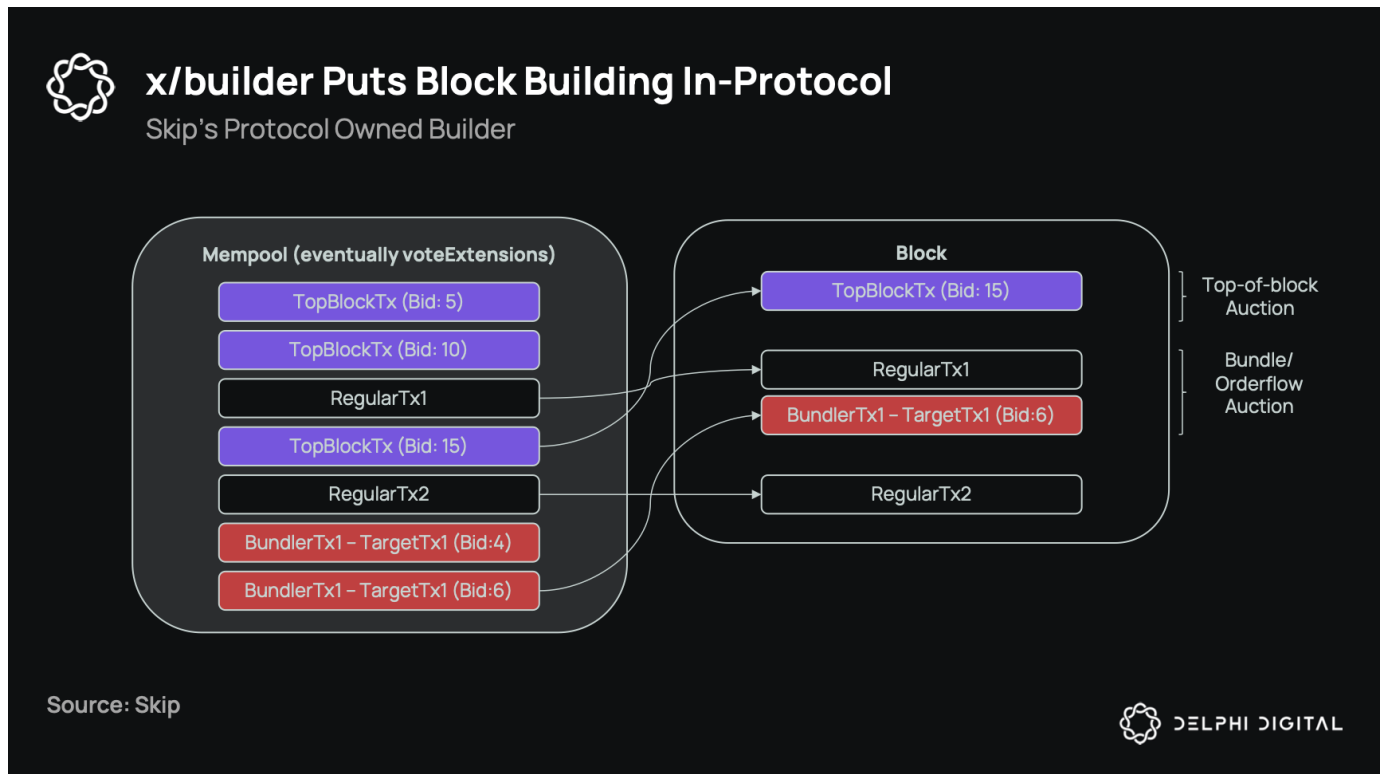 x/builder Puts Block Building In-Protocol
Skip's Protocol Owned Builder
Mempool (eventually voteExtensions)
TopBlockTx (Bid: 5)
TopBlockTx (Bid: 10)
RegularTx1
TopBlockTx (Bid: 15)
RegularTx2
BundlerTx1 – TargetTx1 (Bid:4)
BundlerTx1 – TargetTx1 (Bid:6)
Block
TopBlockTx (Bid: 15)
RegularTx1
BundlerTx1 – TargetTx1 (Bid:6)
RegularTx2
Top-of-block
Auction
Bundle/
Orderflow
Auction
Source: Skip
DELPHI DIGITAL